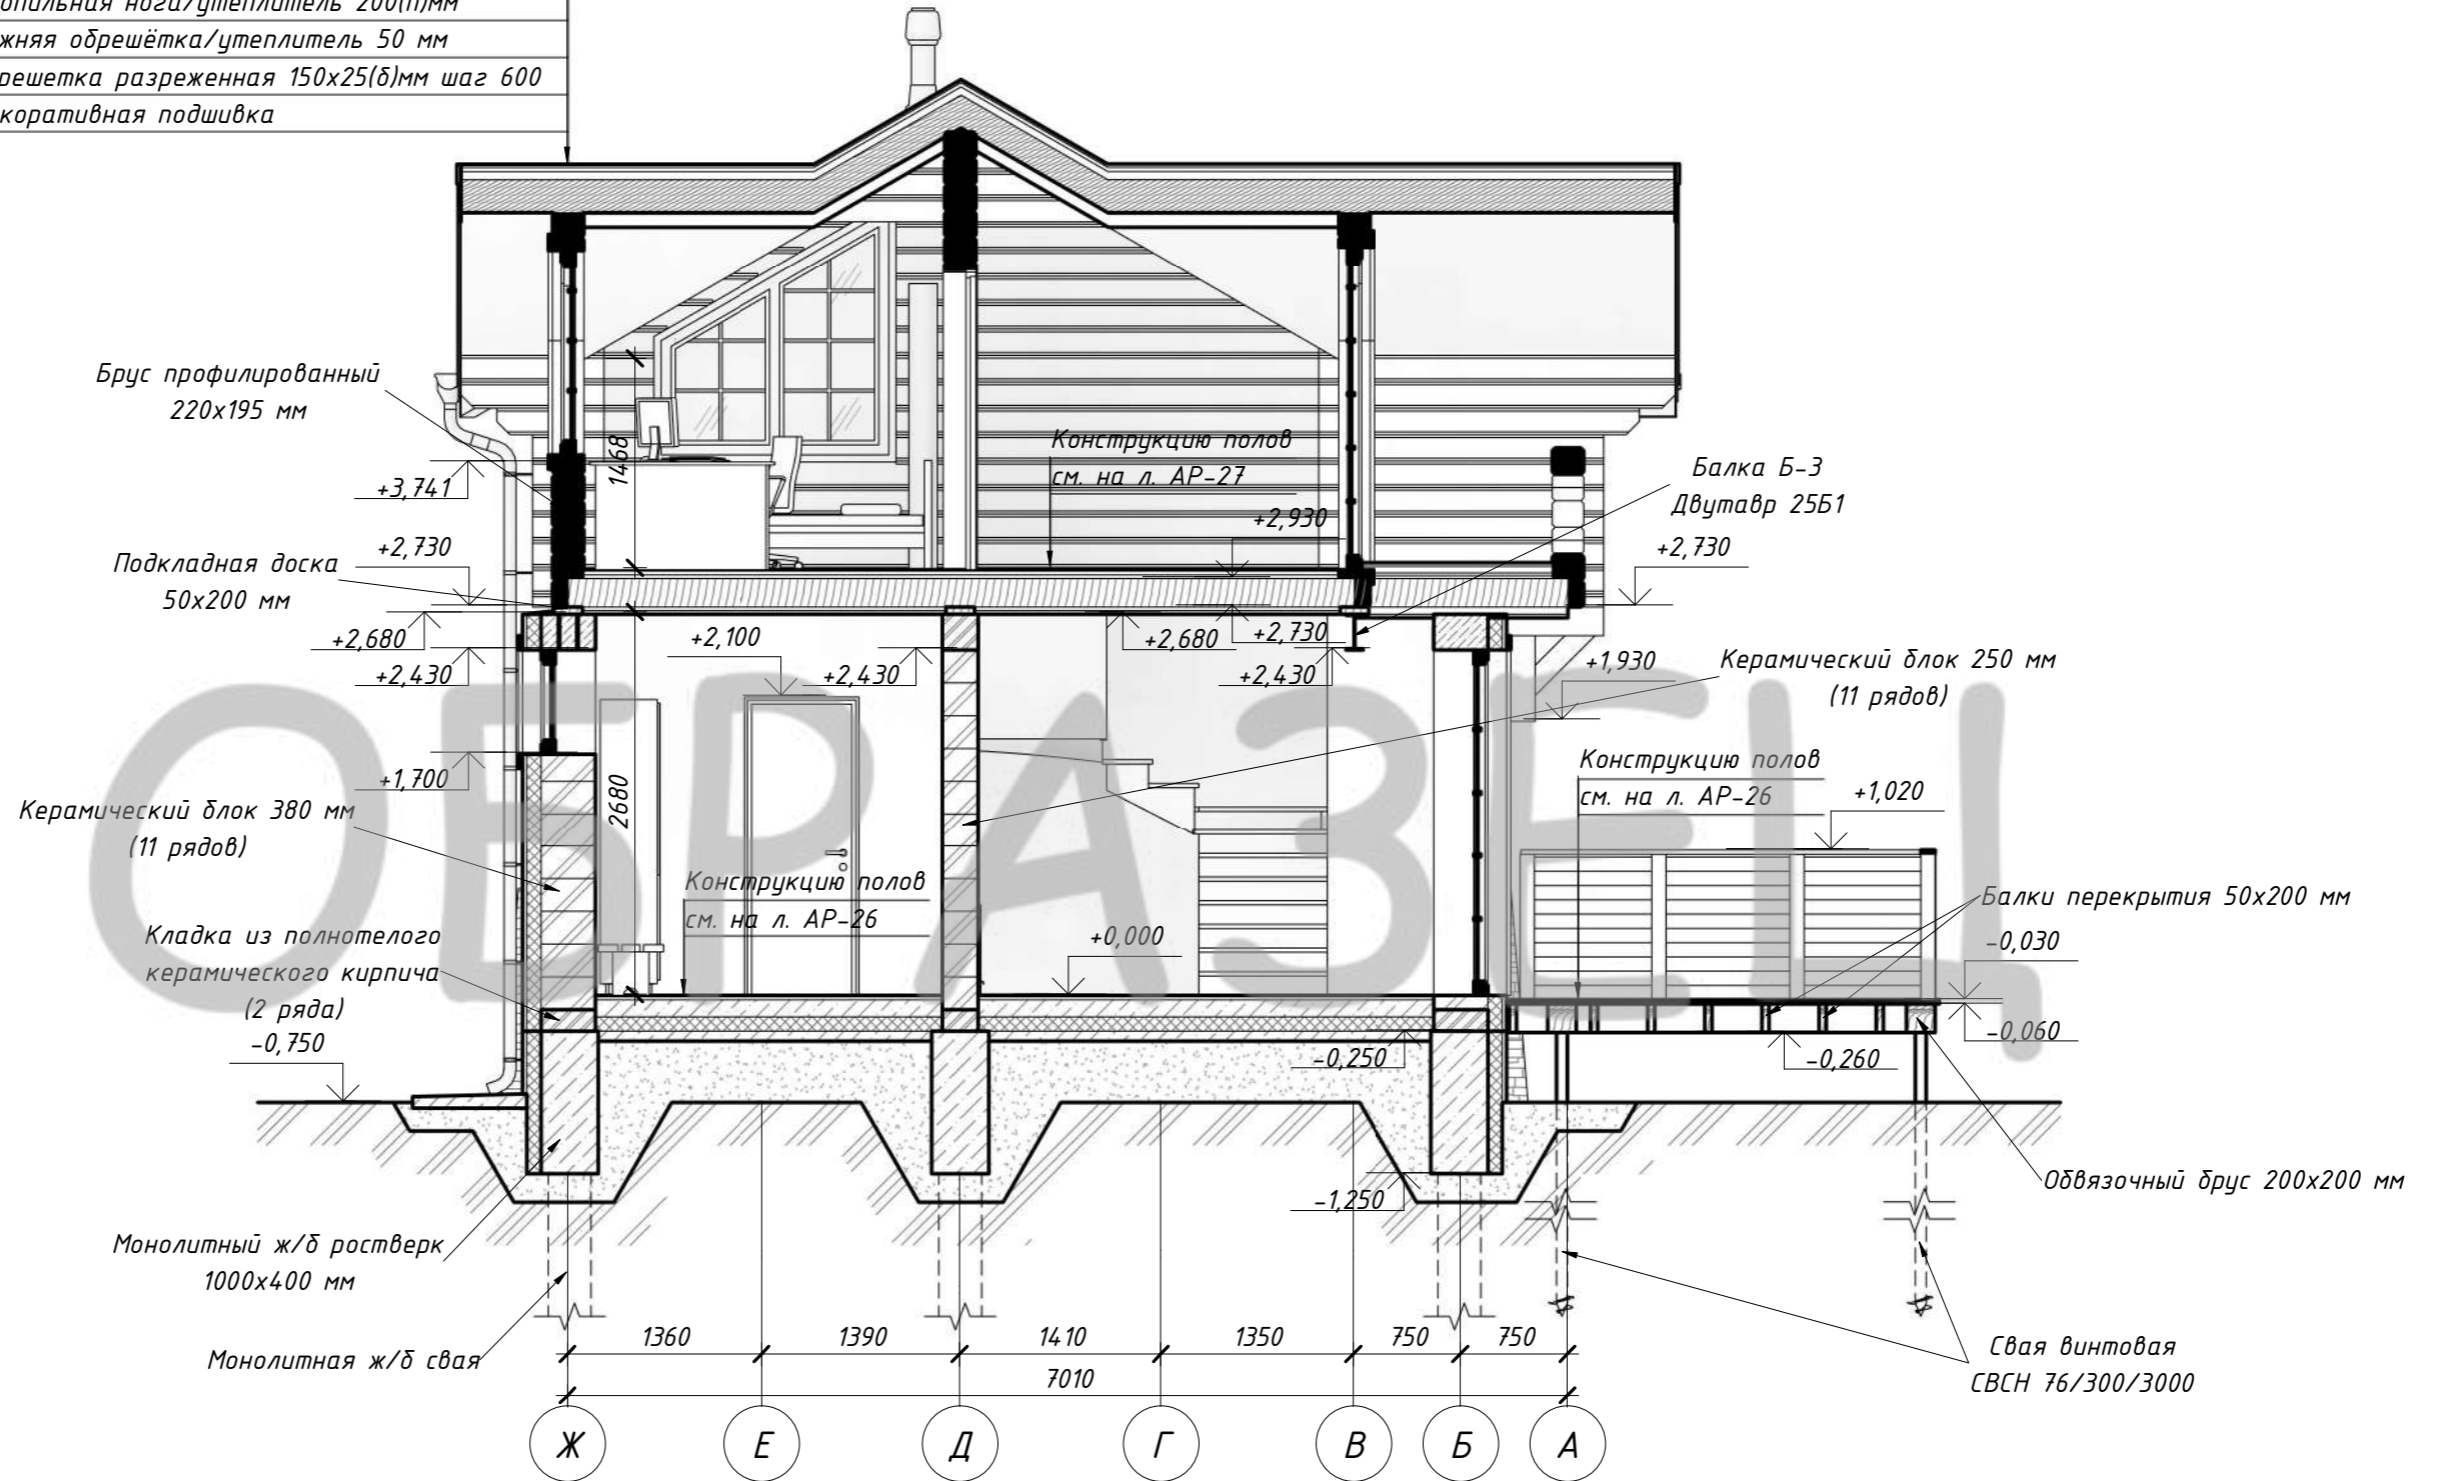 нога/утеплитель 200(h)мм
обрешётка/утеплитель 50 мм
разреженная 150х25(б)мм шаг 600
подшивка
Брус профилированный
220х195 мм
+3,741
1468
Конструкцию полов
см. на л. АР-27
+2,930
Балка Б-3
Двутавр 25Б1
Подкладная доска
50х200 мм
+2,730
+2,730
+2,680
+2,430
+2,100
+2,430
+2,680
+2,730
+2,430
+1,930
Керамический блок 250 мм
(11 рядов)
+1,700
Керамический блок 380 мм
(11 рядов)
2680
Конструкцию полов
см. на л. АР-26
+1,020
ОБРАЗЕЦ
Конструкцию полов
см. на л. АР-26
Балки перекрытия 50х200 мм
Кладка из полнотелого
керамического кирпича
(2 ряда)
+0,000
-0,030
-0,060
-0,750
-0,250
-0,260
-1,250
Обвязочный брус 200х200 мм
Монолитный ж/б ростверк
1000х400 мм
Монолитная ж/б свая
Свая винтовая
СВСН 76/300/3000
1360 1390 1410 1350 750 750
7010
Ж Е Д Г В Б А